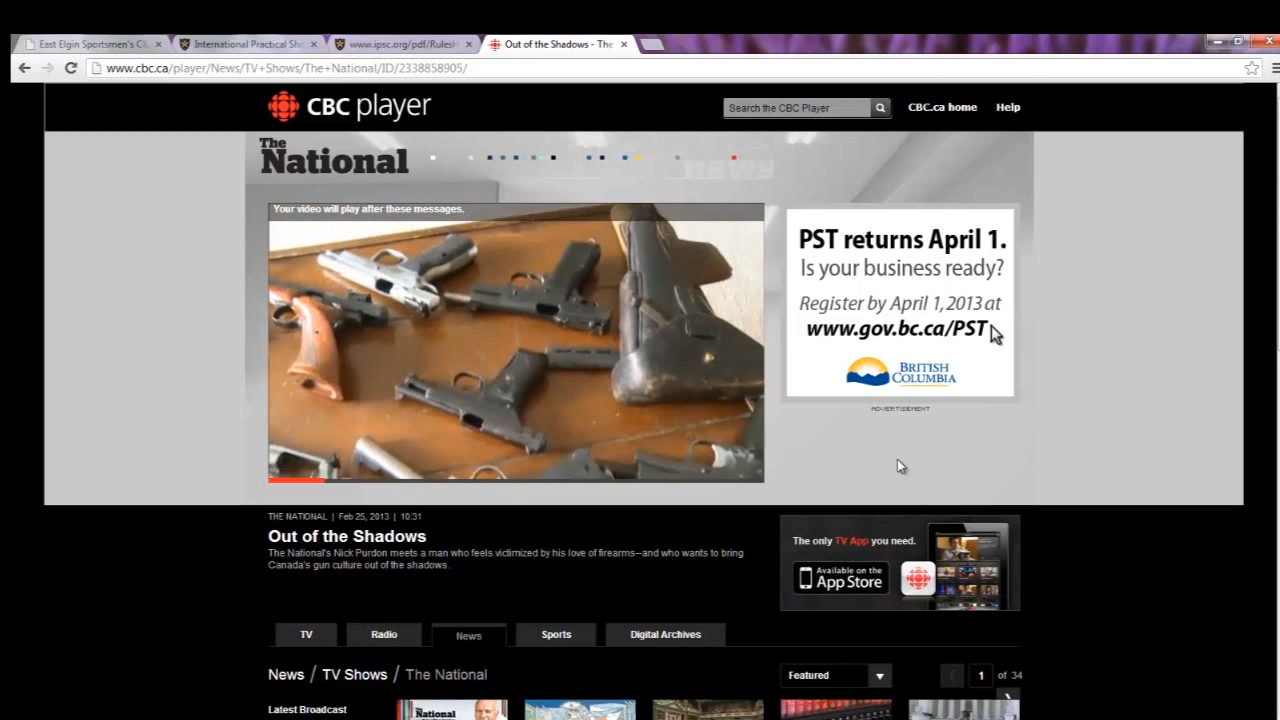 East Elgin Sportsmen's Cl
International Practical Sho
www.ipsc.org/pdf/RulesH
Out of the Shadows - The
www.cbc.ca/player/News/TV+Shows/The+National/ID/2338858905/
CBC player
Search the CBC Player
CBC.ca home
Help
The
National
news
Your video will play after these messages.
PST returns April 1.
Is your business ready?
Register by April 1, 2013 at
www.gov.bc.ca/PST
BRITISH
COLUMBIA
ADVERTISEMENT
THE NATIONAL | Feb 25, 2013 | 10:31
Out of the Shadows
The National's Nick Purdon meets a man who feels victimized by his love of firearms—and who wants to bring
Canada's gun culture out of the shadows.
The only TV App you need.
Available on the
App Store
TV
Radio
News
Sports
Digital Archives
News / TV Shows / The National
Featured
1 of 34
Latest Broadcast
The
National